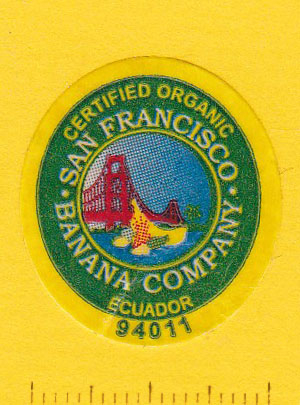 CERTIFIED ORGANIC
• SAN FRANCISCO •
BANANA COMPANY
ECUADOR
94011